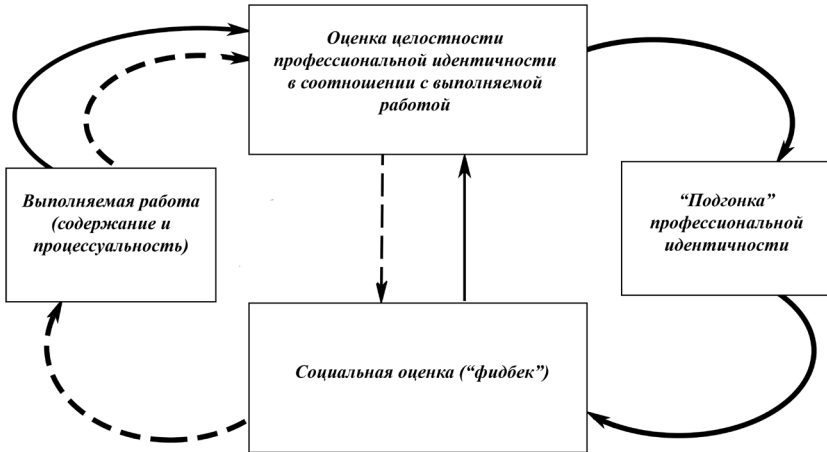 Оценка целостности
профессиональной идентичности
в соотношении с выполняемой
работой
Выполняемая работа
(содержание и
процессуальность)
“Подгонка”
профессиональной
идентичности
Социальная оценка (“фидбек”)